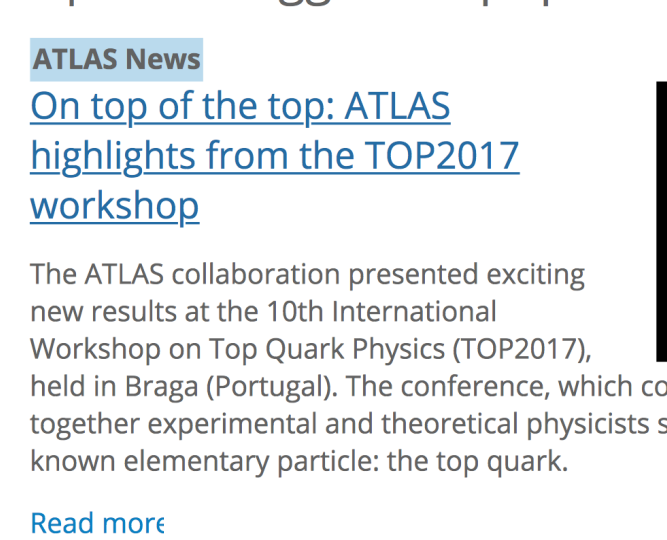 ATLAS News
On top of the top: ATLAS
highlights from the TOP2017
workshop
The ATLAS collaboration presented exciting
new results at the 10th International
Workshop on Top Quark Physics (TOP2017),
held in Braga (Portugal). The conference, which
together experimental and theoretical physicists
known elementary particle: the top quark.
Read more